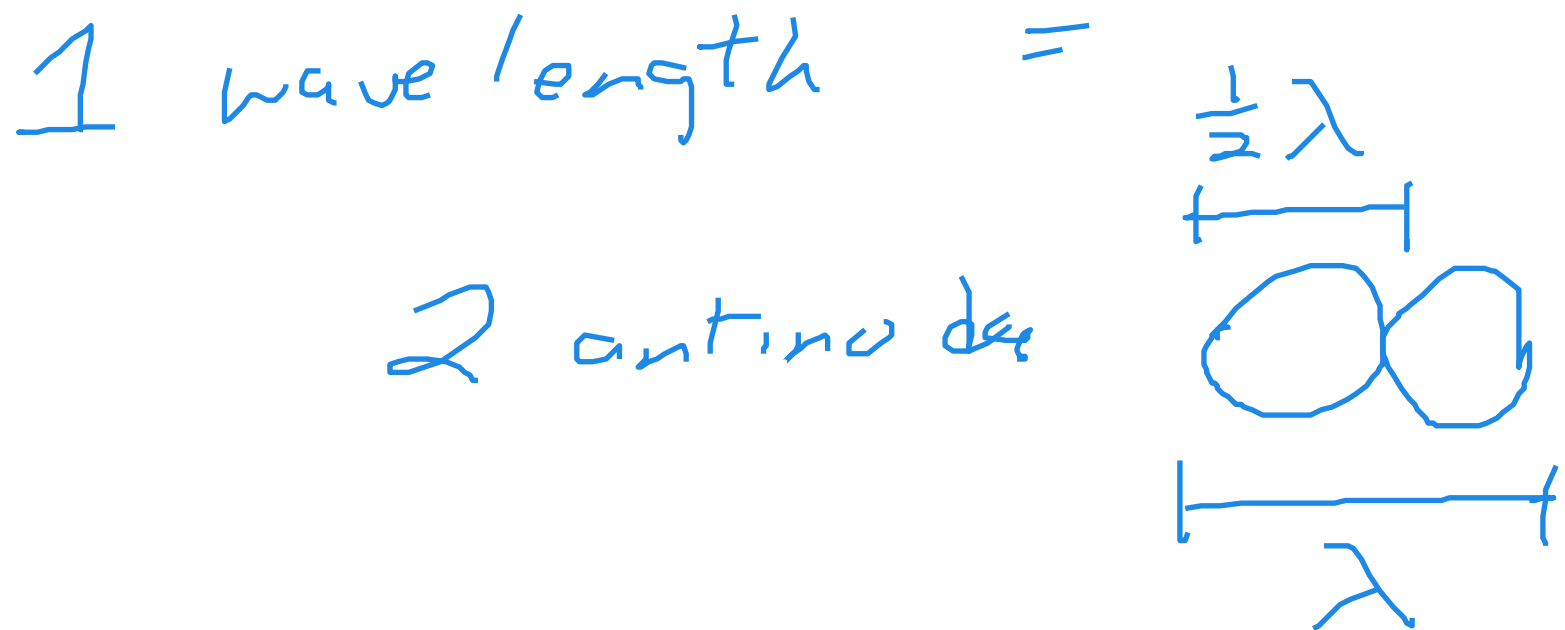 1 wavelength =
½ λ
2 antinodes
λ